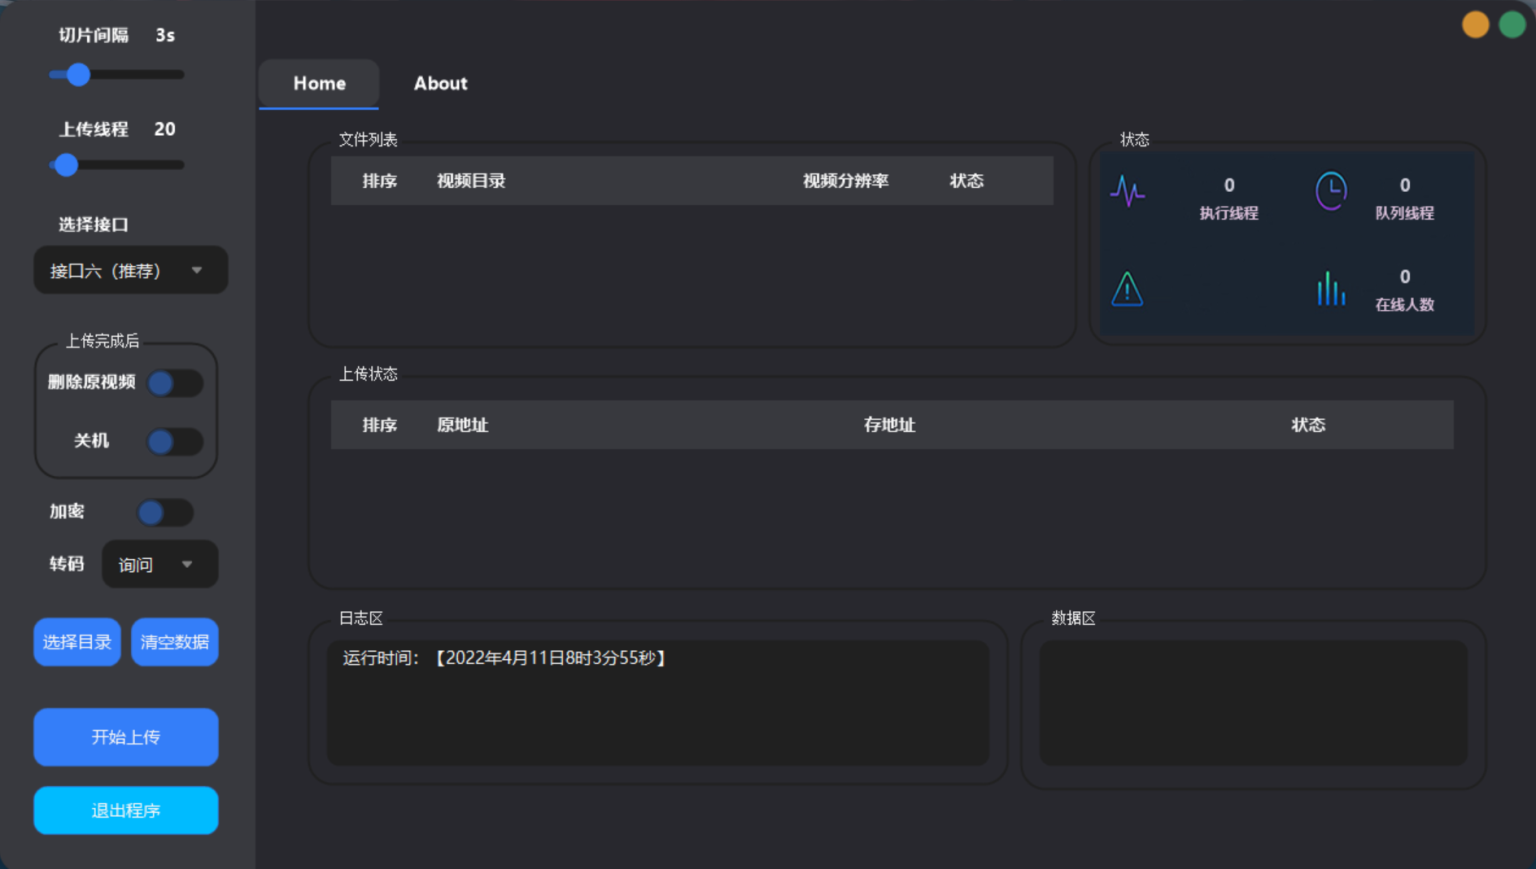 切片间隔 3s
上传线程 20
选择接口
接口六（推荐）
上传完成后
删除原视频
关机
加密
转码 询问
选择目录 清空数据
开始上传
退出程序
Home About
文件列表
排序 视频目录 视频分辨率 状态
状态
0
执行线程
0
队列线程
0
在线人数
上传状态
排序 原地址 存地址 状态
日志区
运行时间：【2022年4月11日8时3分55秒】
数据区